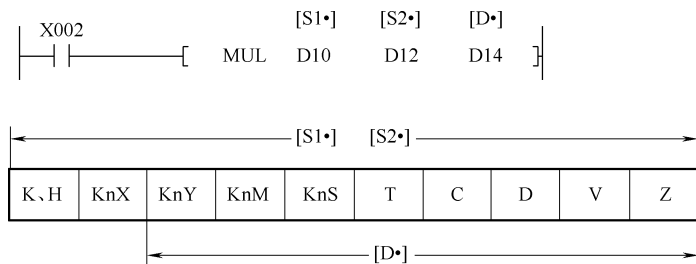 [S1•] [S2•] [D•]
X002
MUL D10 D12 D14
[S1•] [S2•]
K、H KnX KnY KnM KnS T C D V Z
[D•]